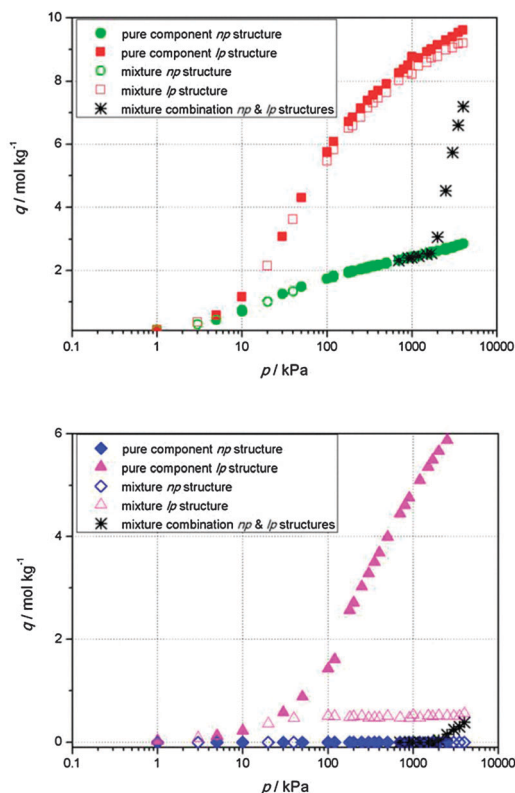 10
8
6
4
2
q / mol kg⁻¹
pure component np structure
pure component lp structure
mixture np structure
mixture lp structure
mixture combination np & lp structures
0.1 1 10 100 1000 10000
p / kPa
6
4
2
0
q / mol kg⁻¹
pure component np structure
pure component lp structure
mixture np structure
mixture lp structure
mixture combination np & lp structures
0.1 1 10 100 1000 10000
p / kPa